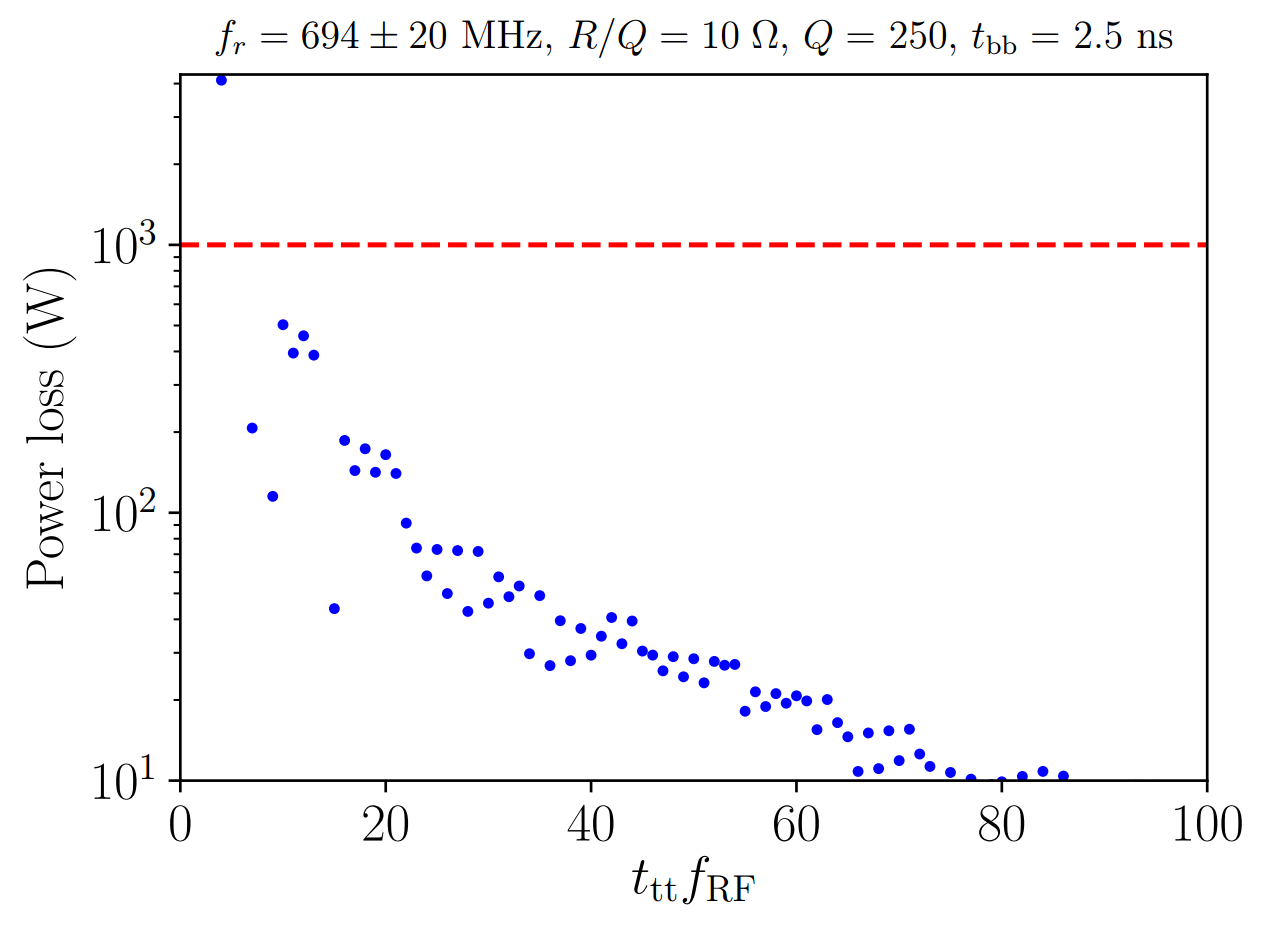 f_r = 694 ± 20 MHz, R/Q = 10 Ω, Q = 250, t_bb = 2.5 ns
Power loss (W)
10^3
10^2
10^1
0 20 40 60 80 100
t_tt f_RF